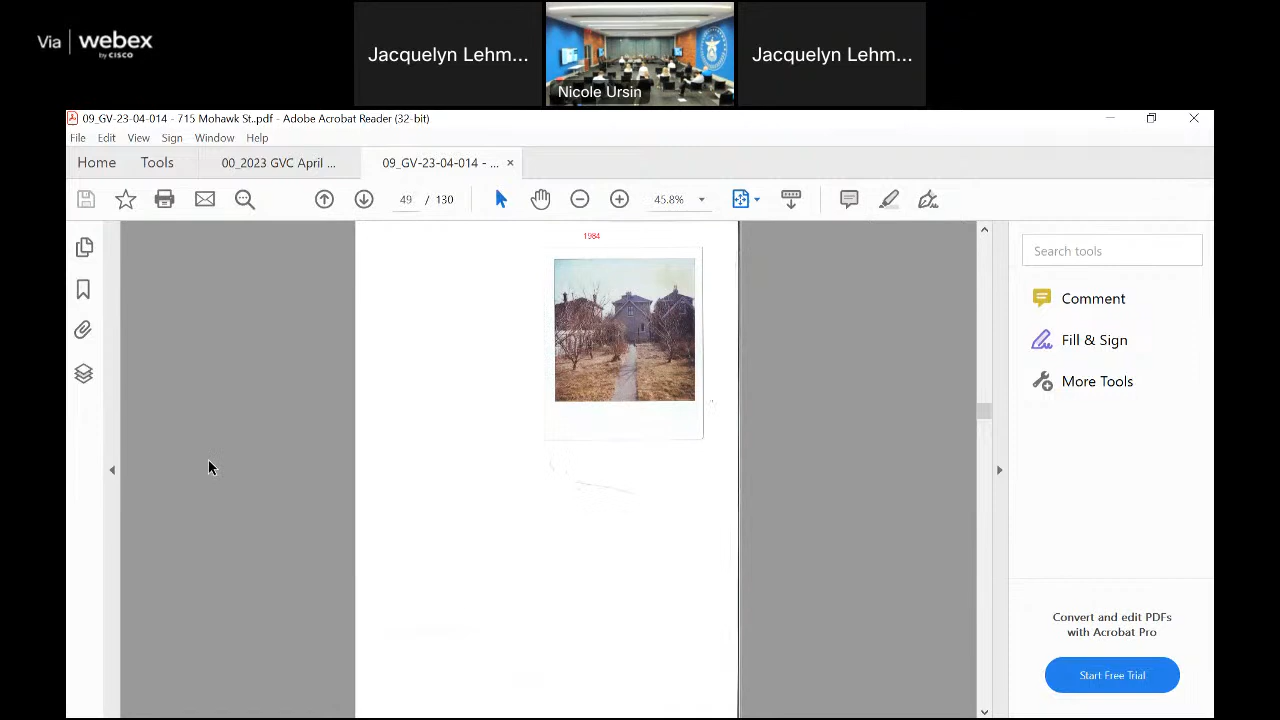 Via webex
by CISCO
Jacquelyn Lehm...
Nicole Ursin
Jacquelyn Lehm...
09_GV-23-04-014 - 715 Mohawk St..pdf - Adobe Acrobat Reader (32-bit)
File Edit View Sign Window Help
Home Tools 00_2023 GVC April ... 09_GV-23-04-014 - ...
49 / 130 45.8%
1984
Search tools
Comment
Fill & Sign
More Tools
Convert and edit PDFs
with Acrobat Pro
Start Free Trial